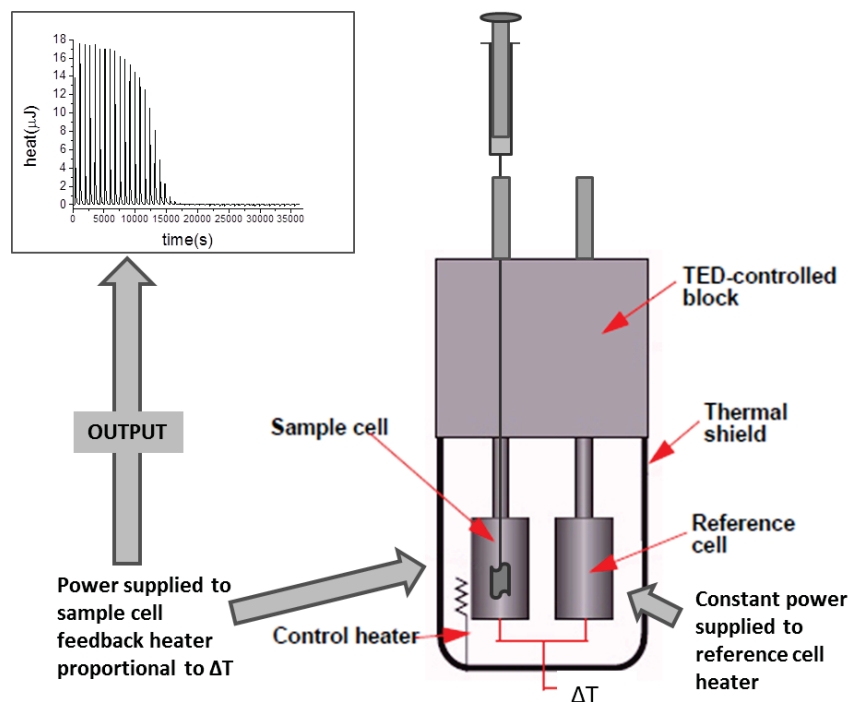 18
16
14
12
10
8
6
4
2
0
heat(μJ)
0 5000 10000 15000 20000 25000 30000 35000
time(s)
TED-controlled
block
OUTPUT
Sample cell
Thermal
shield
Reference
cell
Power supplied to
sample cell
feedback heater
proportional to ΔT
Control heater
Constant power
supplied to
reference cell
heater
ΔT